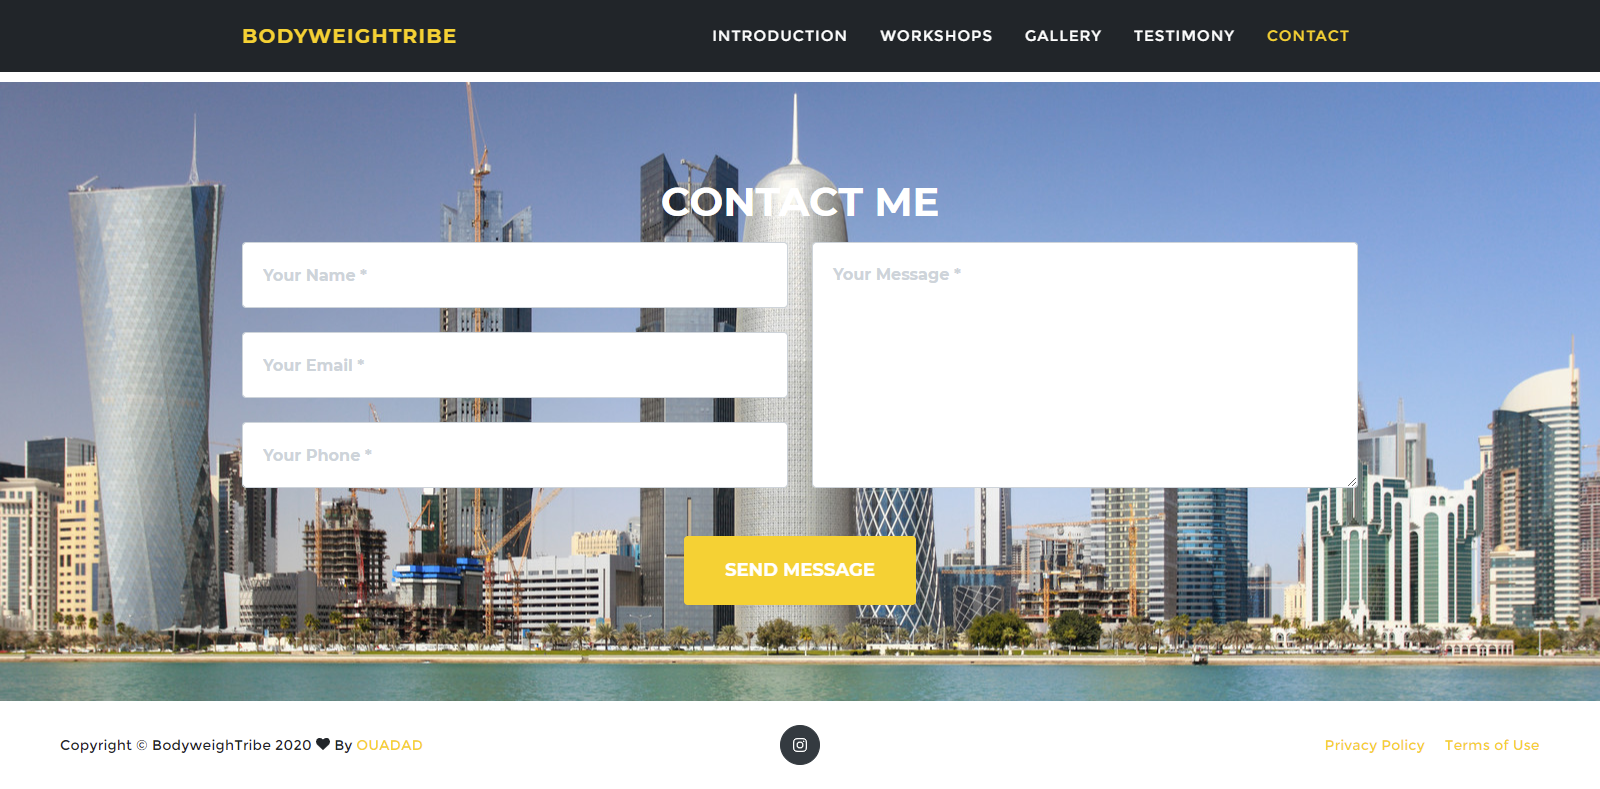 BODYWEIGHTRIBE
INTRODUCTION WORKSHOPS GALLERY TESTIMONY CONTACT
CONTACT ME
Your Name *
Your Email *
Your Phone *
Your Message *
SEND MESSAGE
Copyright © BodyweighTribe 2020 ♥ By OUADAD
Privacy Policy Terms of Use